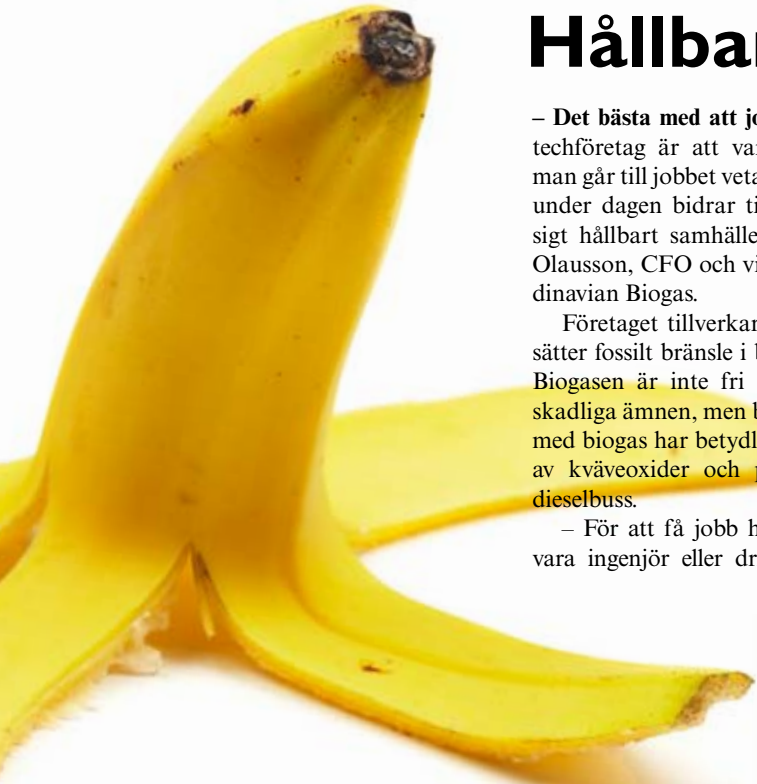 Hållbar
– Det bästa med att jo
techföretag är att var
man går till jobbet veta
under dagen bidrar ti
sigt hållbart samhälle
Olausson, CFO och vi
dinavian Biogas.
Företaget tillverkar
sätter fossilt bränsle i b
Biogasen är inte fri
skadliga ämnen, men b
med biogas har betydl
av kväveoxider och p
dieselbuss.
– För att få jobb h
vara ingenjör eller dr